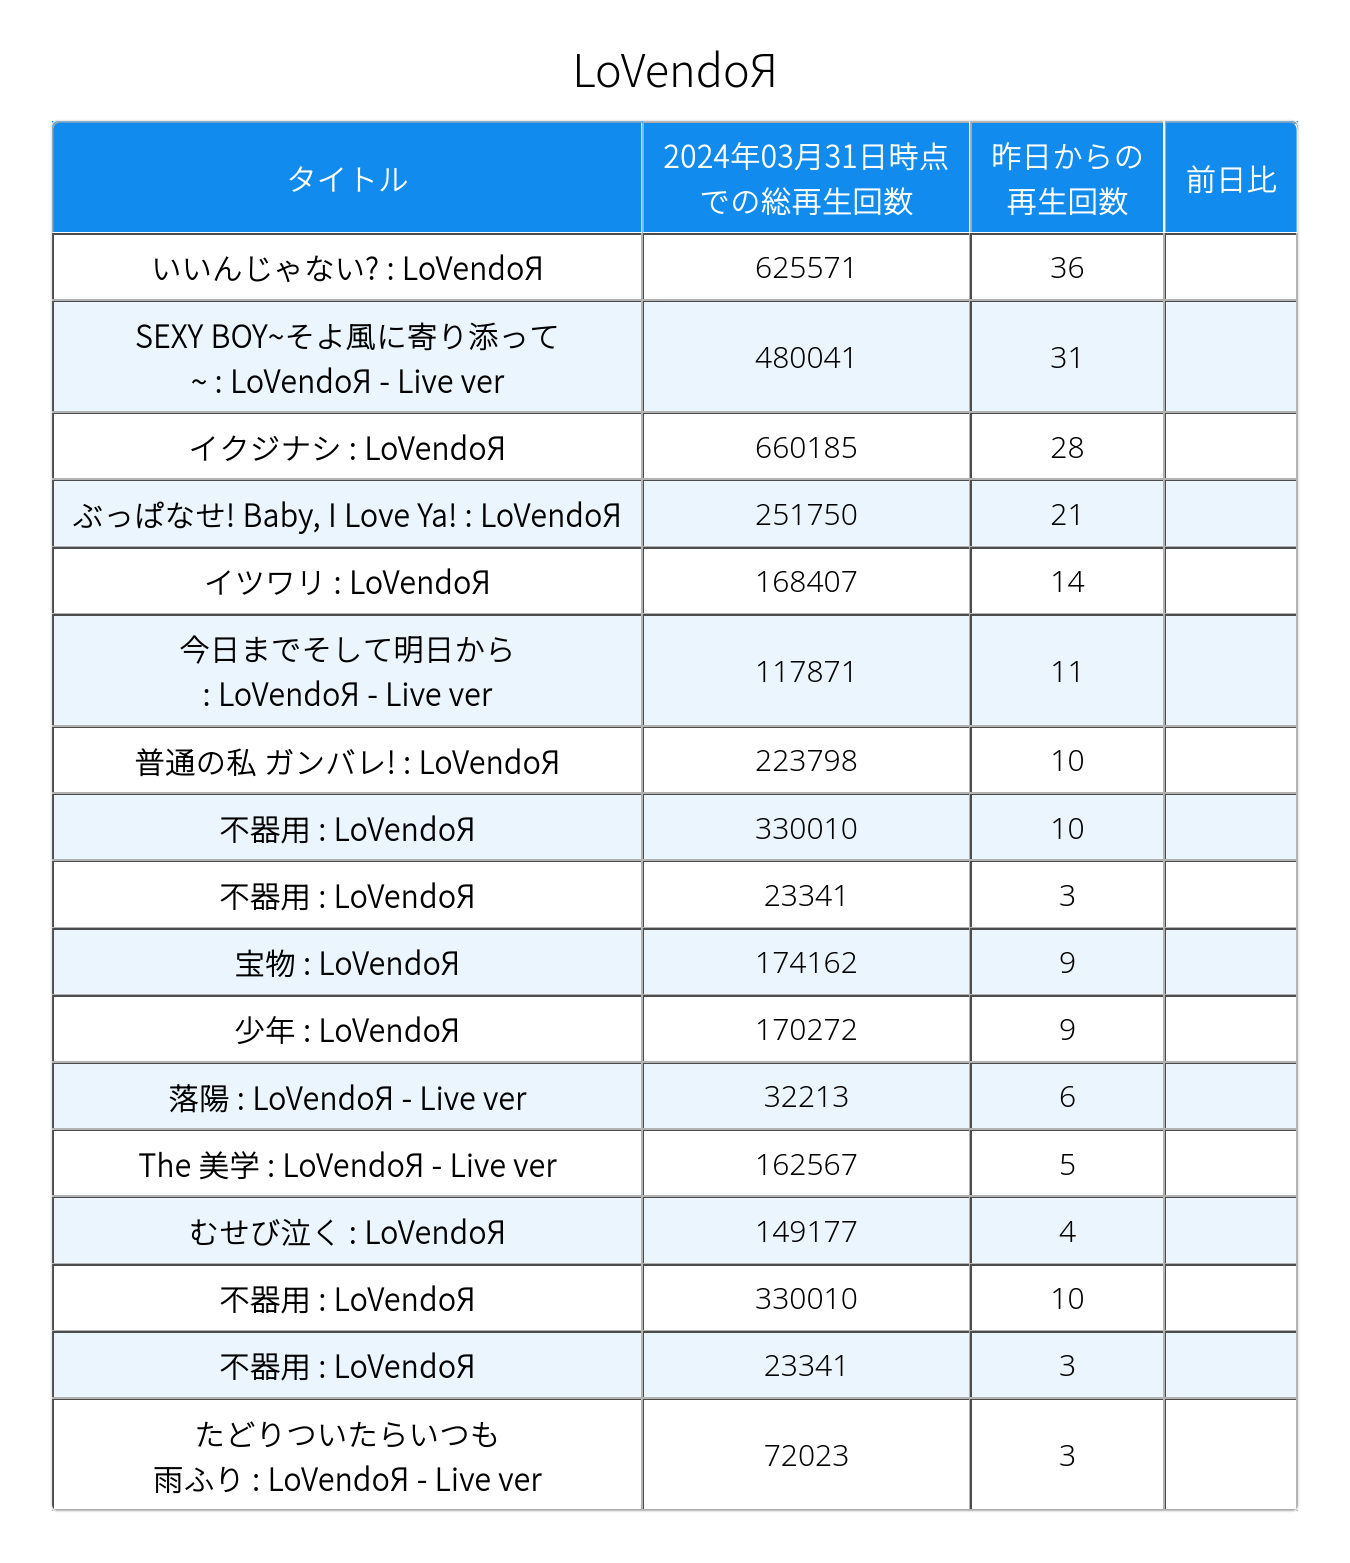 LoVendoЯ
タイトル
2024年03月31日時点
での総再生回数
昨日からの
再生回数
前日比
いいんじゃない? : LoVendoЯ 625571 36
SEXY BOY~そよ風に寄り添って
~ : LoVendoЯ - Live ver 480041 31
イクジナシ : LoVendoЯ 660185 28
ぶっぱなせ! Baby, I Love Ya! : LoVendoЯ 251750 21
イツワリ : LoVendoЯ 168407 14
今日までそして明日から
: LoVendoЯ - Live ver 117871 11
普通の私 ガンバレ! : LoVendoЯ 223798 10
不器用 : LoVendoЯ 330010 10
不器用 : LoVendoЯ 23341 3
宝物 : LoVendoЯ 174162 9
少年 : LoVendoЯ 170272 9
落陽 : LoVendoЯ - Live ver 32213 6
The 美学 : LoVendoЯ - Live ver 162567 5
むせび泣く : LoVendoЯ 149177 4
不器用 : LoVendoЯ 330010 10
不器用 : LoVendoЯ 23341 3
たどりついたらいつも
雨ふり : LoVendoЯ - Live ver 72023 3